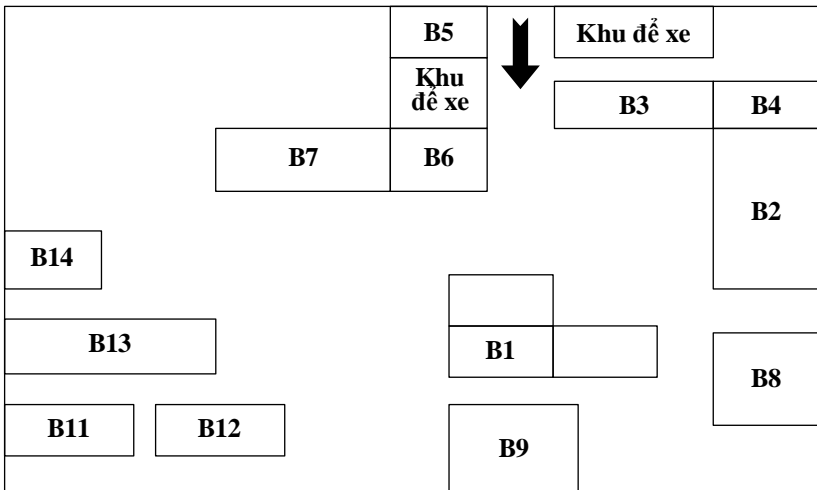 B5
Khu để xe
Khu
để xe
B3
B4
B7
B6
B2
B14
B13
B1
B8
B11
B12
B9